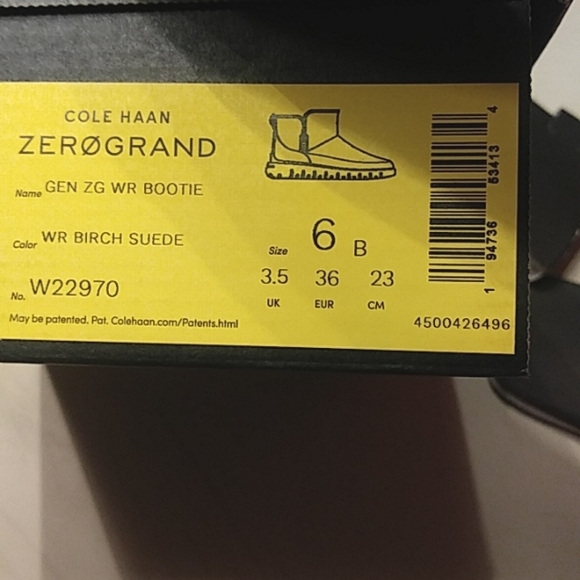 COLE HAAN
ZERØGRAND
Name GEN ZG WR BOOTIE
Color WR BIRCH SUEDE
No. W22970
May be patented. Pat. Colehaan.com/Patents.html
Size 6 B
3.5 36 23
UK EUR CM
1 94736 53413 4
4500426496